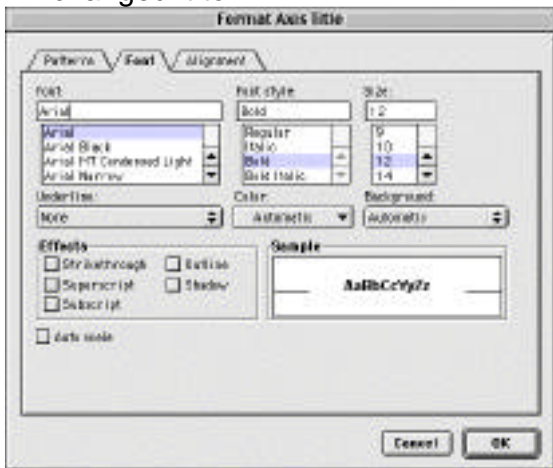 Format Axis Title
Patterns Font Alignment
Font: Font style: Size:
Arial Bold 12
Arial Regular 9
Arial Black Italic 10
Arial MT Condensed Light Bold 12
Arial Narrow Bold Italic 14
Underline: Color: Background:
None Automatic Automatic
Effects Sample
Strikethrough Outline
Superscript Shadow AaBbCcYyZz
Subscript
Auto scale
Cancel OK